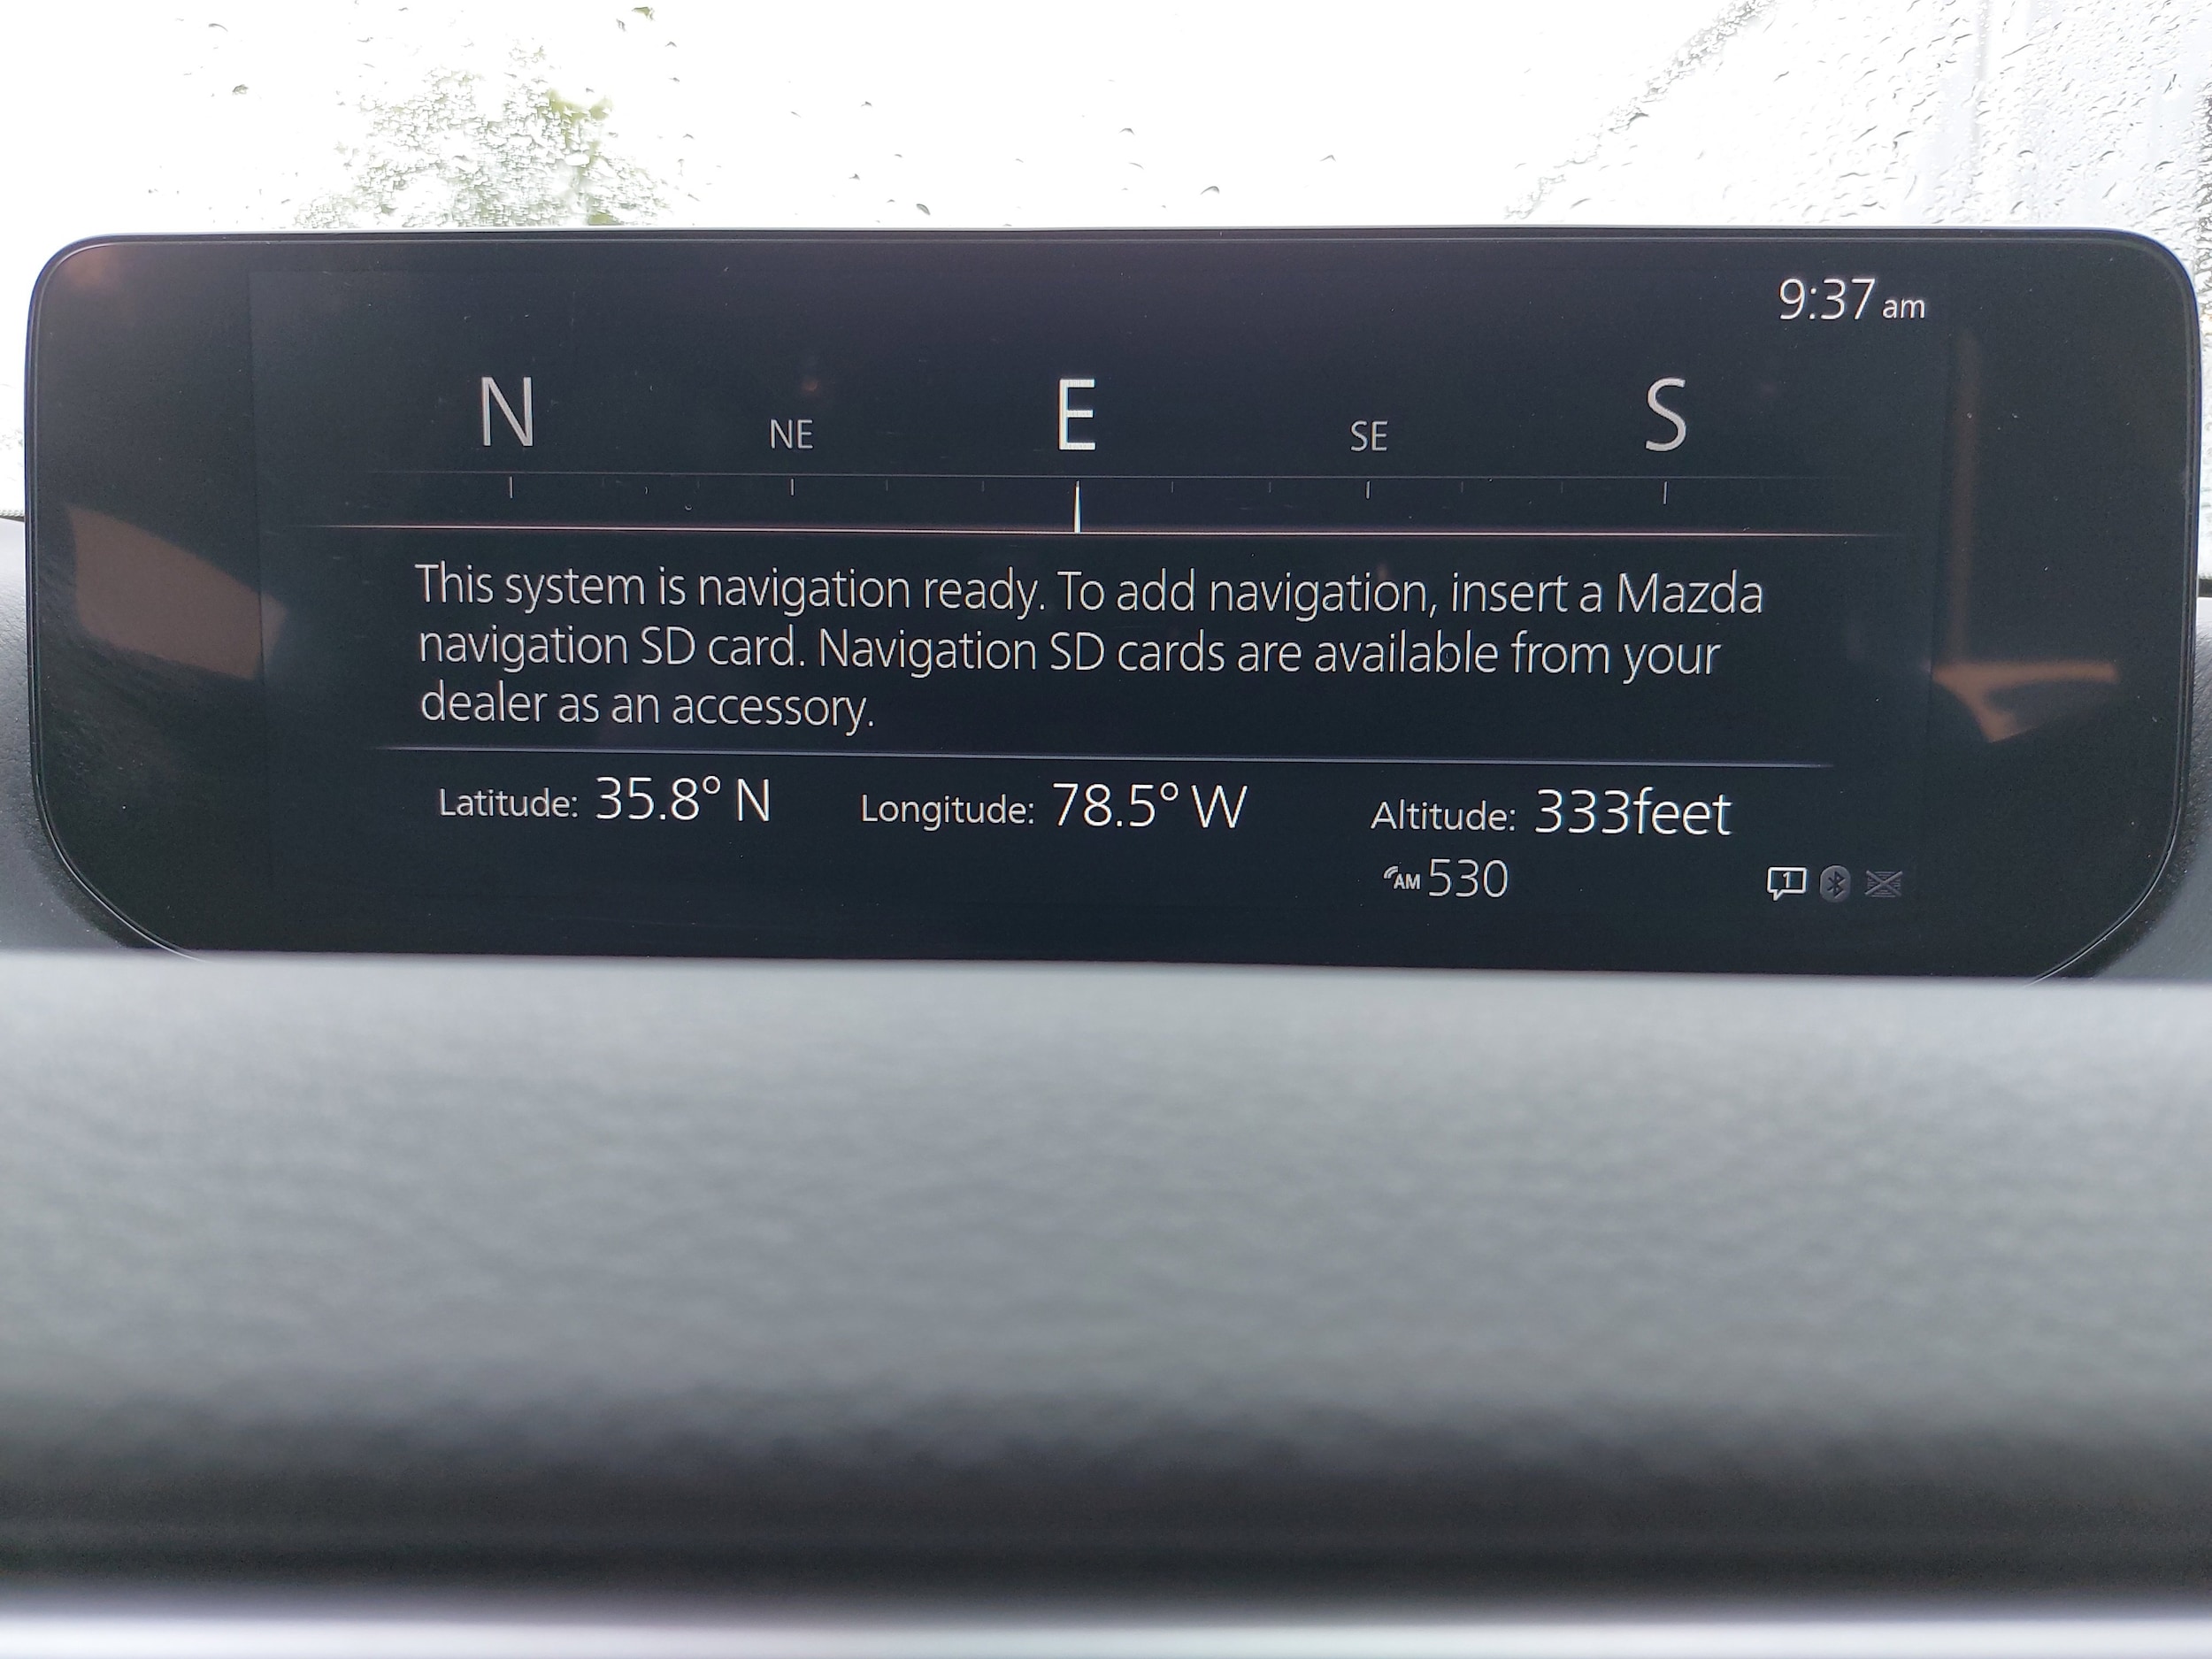 9:37 am
N NE E SE S
This system is navigation ready. To add navigation, insert a Mazda
navigation SD card. Navigation SD cards are available from your
dealer as an accessory.
Latitude: 35.8° N Longitude: 78.5° W Altitude: 333feet
AM 530 1